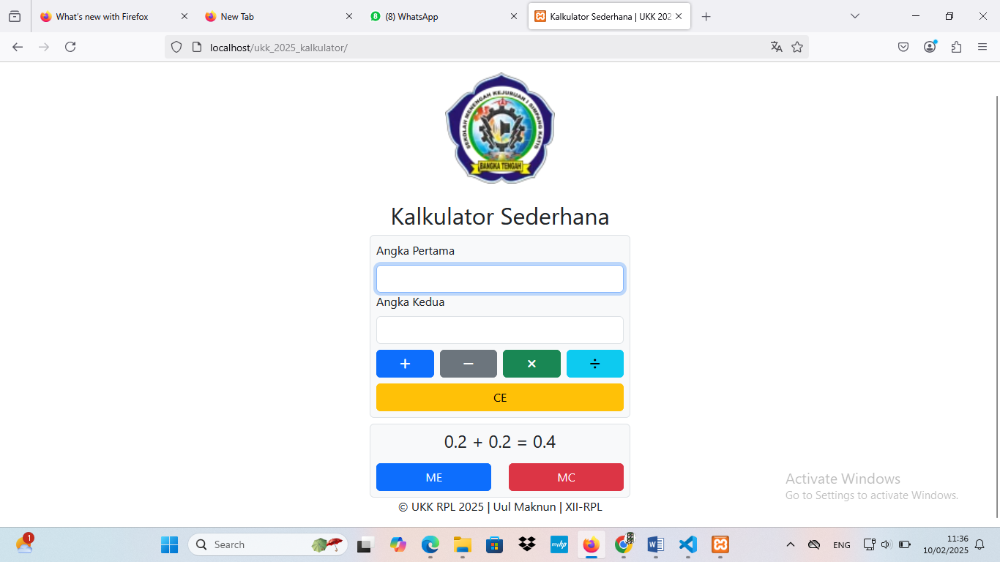 What's new with Firefox
New Tab
8 (8) WhatsApp
Kalkulator Sederhana | UKK 202
localhost/ukk_2025_kalkulator/
SEKOLAH MENENGAH KEJURUAN 1 SIMPANG KATIS
BANGKA TENGAH
Kalkulator Sederhana
Angka Pertama
Angka Kedua
+ − × ÷
CE
0.2 + 0.2 = 0.4
ME MC
© UKK RPL 2025 | Uul Maknun | XII-RPL
Activate Windows
Go to Settings to activate Windows.
1
Search
myhp
ENG
11:36
10/02/2025